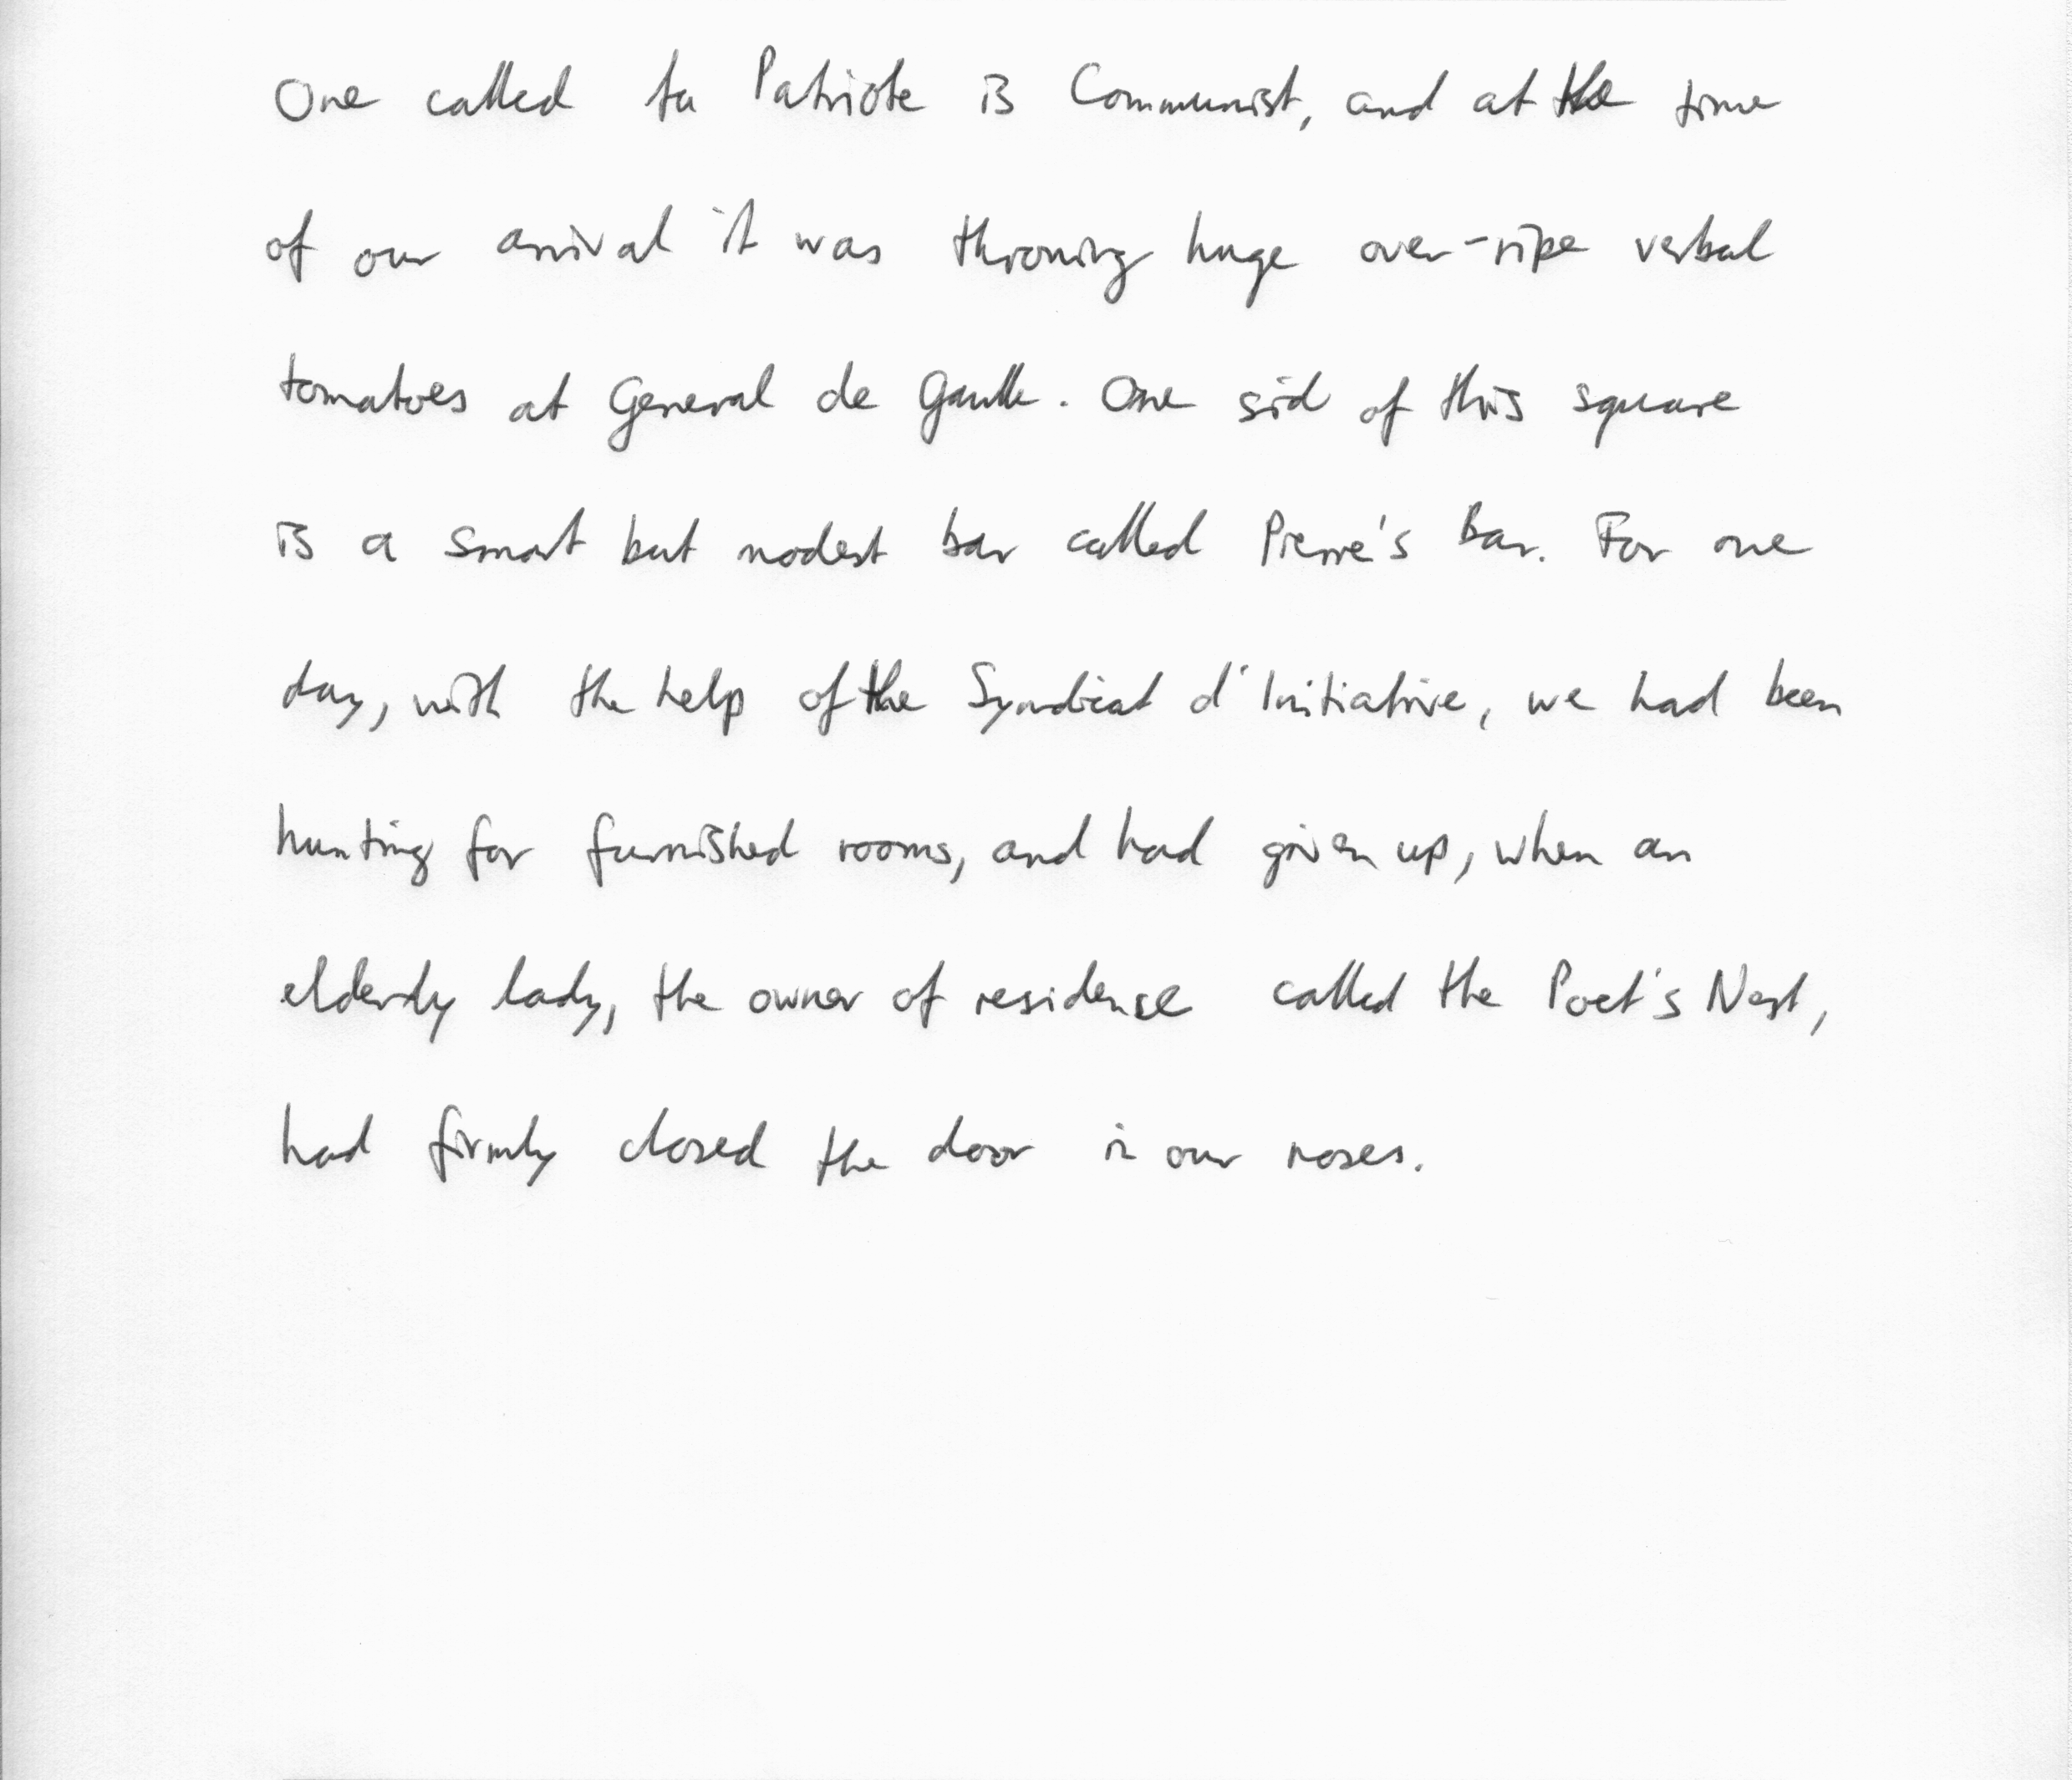 One called ta Patriote is Communist, and at the time
of our arrival it was throwing huge over-ripe verbal
tomatoes at General de Gaulle. One sid of this square
is a smart but modest bar called Pierre's Bar. For one
day, with the help of the Syndicat d'Initiative, we had been
hunting for furnished rooms, and had given up, when an
elderly lady, the owner of residence called the Poet's Nest,
had firmly closed the door in our noses.